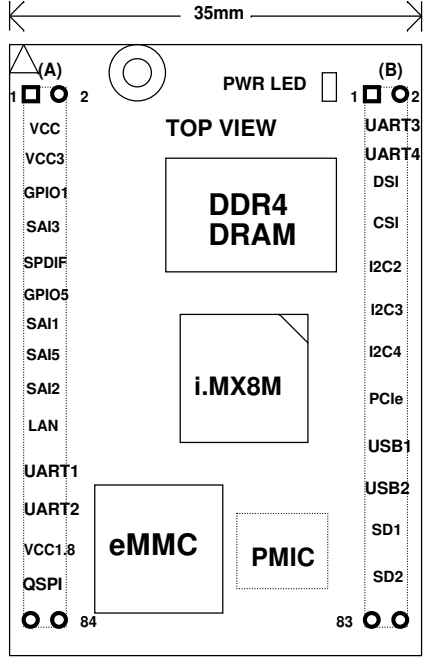 35mm
(A)
(B)
PWR LED
1
2
1
2
TOP VIEW
VCC
VCC3
GPIO1
SAI3
SPDIF
GPIO5
SAI1
SAI5
SAI2
LAN
UART1
UART2
VCC1.8
QSPI
84
DDR4
DRAM
i.MX8M
eMMC
PMIC
UART3
UART4
DSI
CSI
I2C2
I2C3
I2C4
PCIe
USB1
USB2
SD1
SD2
83